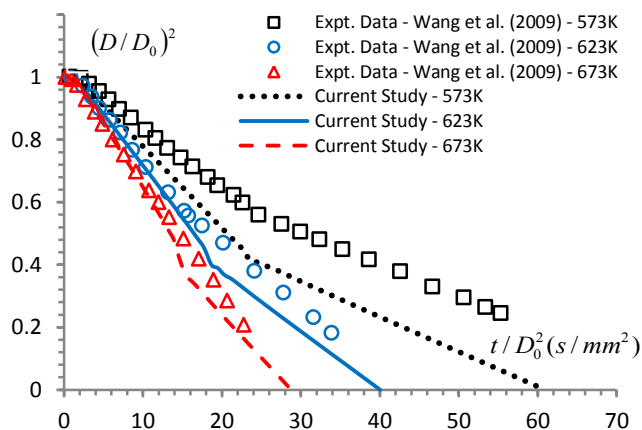 (D/D₀)²
Expt. Data - Wang et al. (2009) - 573K
Expt. Data - Wang et al. (2009) - 623K
Expt. Data - Wang et al. (2009) - 673K
Current Study - 573K
Current Study - 623K
Current Study - 673K
1
0.8
0.6
0.4
0.2
0
t/D₀²(s/mm²)
0 10 20 30 40 50 60 70